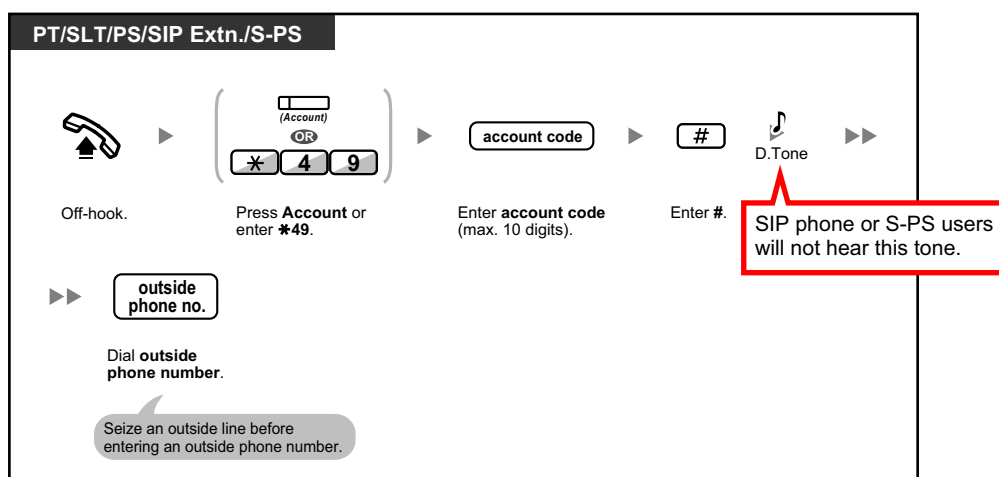 PT/SLT/PS/SIP Extn./S-PS
(Account)
OR
* 4 9
account code
#
D.Tone
Off-hook.
Press Account or
enter *49.
Enter account code
(max. 10 digits).
Enter #.
SIP phone or S-PS users
will not hear this tone.
outside
phone no.
Dial outside
phone number.
Seize an outside line before
entering an outside phone number.